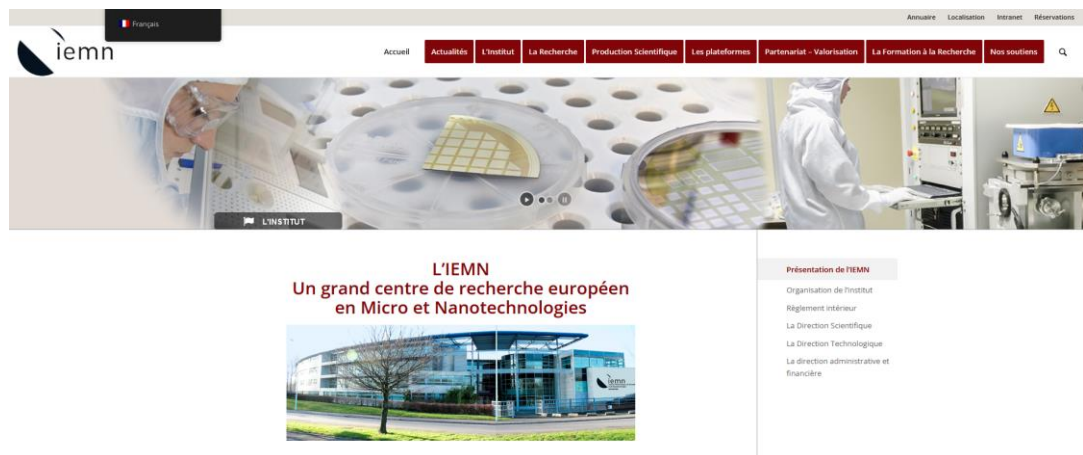 Annuaire Localisation Intranet Réservations
Français
iemn
Accueil Actualités L'Institut La Recherche Production Scientifique Les plateformes Partenariat – Valorisation La Formation à la Recherche Nos soutiens
L'INSTITUT
L'IEMN
Un grand centre de recherche européen
en Micro et Nanotechnologies
iemn
Présentation de l'IEMN
Organisation de l'institut
Règlement intérieur
La Direction Scientifique
La Direction Technologique
La direction administrative et
financière